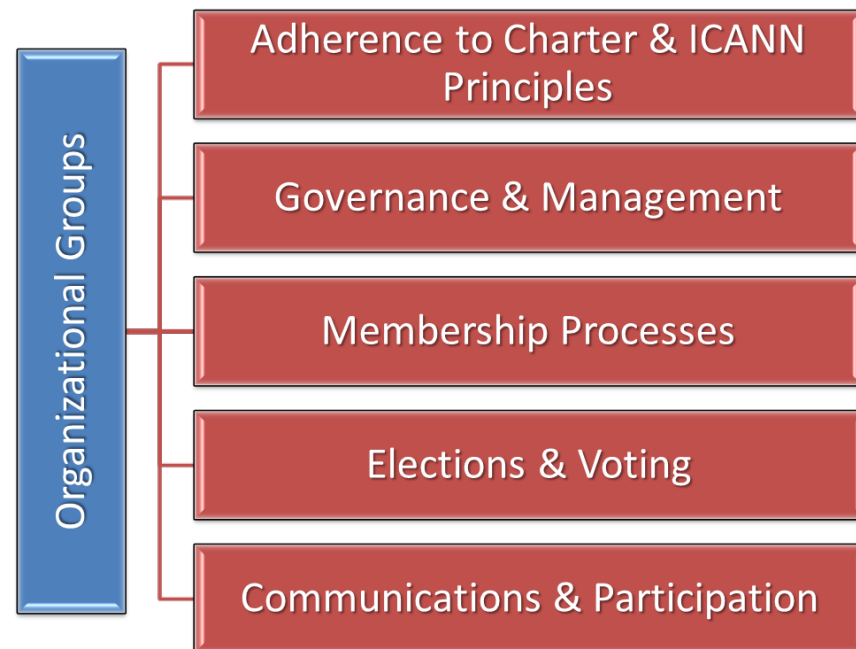 Organizational Groups
Adherence to Charter & ICANN
Principles
Governance & Management
Membership Processes
Elections & Voting
Communications & Participation